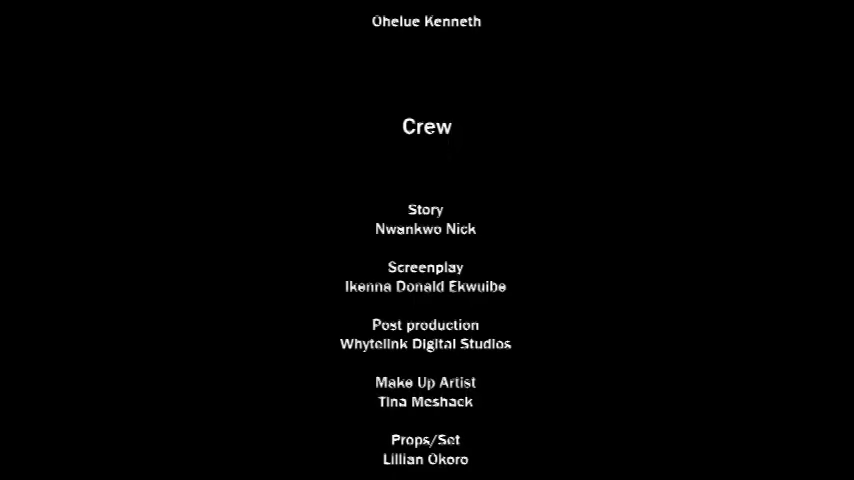 Ohelue Kenneth
Crew
Story
Nwankwo Nick
Screenplay
Ikenna Donald Ekwuibe
Post production
Whytelink Digital Studios
Make Up Artist
Tina Meshack
Props/Set
Lillian Okoro